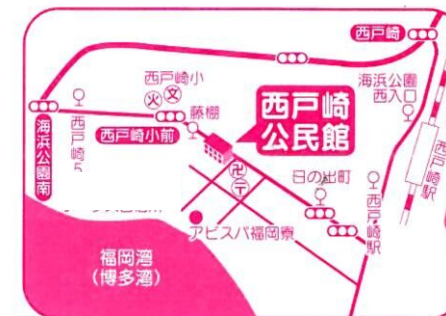 西戸崎
海浜公園
西入口
西戸崎小
文
火
藤棚
西戸崎
公民館
西戸崎小前
海浜公園南
西戸崎5
西戸崎駅
日の出町
卍
〒
西戸崎駅
アビスパ福岡寮
福岡湾
(博多湾)